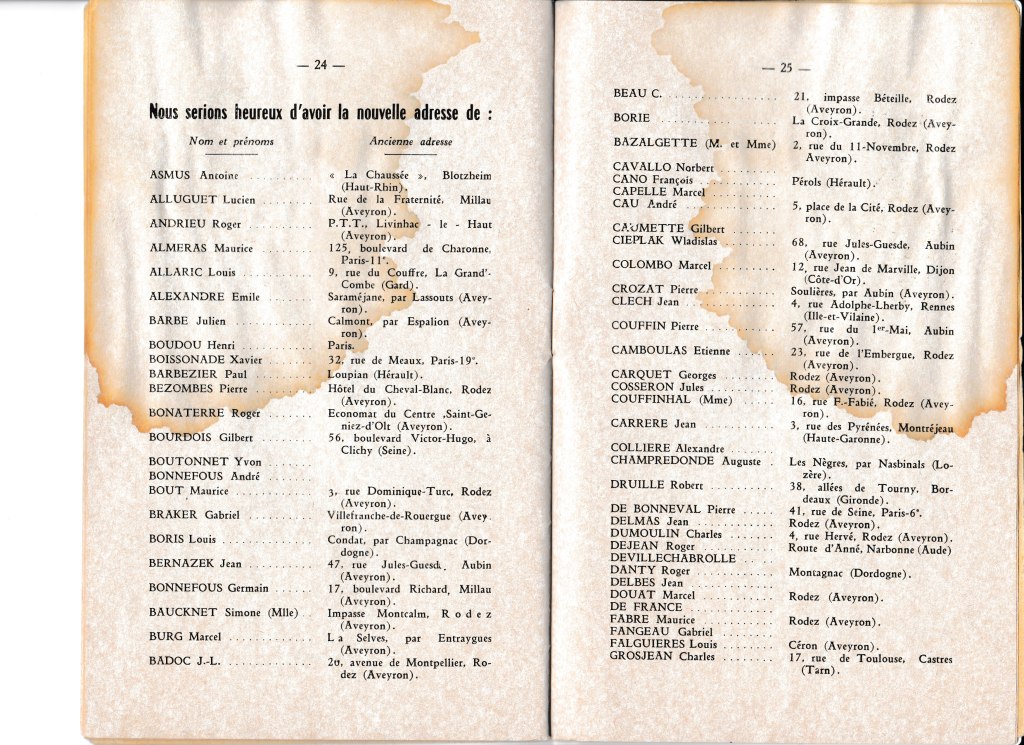 — 24 —
Nous serions heureux d'avoir la nouvelle adresse de :
Nom et prénoms Ancienne adresse
ASMUS Antoine .......... « La Chaussée », Blotzheim
(Haut-Rhin).
ALLUGUET Lucien ........ Rue de la Fraternité, Millau
(Aveyron).
ANDRIEU Roger .......... P.T.T., Livinhac - le - Haut
(Aveyron).
ALMERAS Maurice ........ 125, boulevard de Charonne,
Paris-11°.
ALLARIC Louis .......... 9, rue du Couffre, La Grand'-
Combe (Gard).
ALEXANDRE Emile ........ Saraméjane, par Lassouts (Avey-
ron).
BARBE Julien ........... Calmont, par Espalion (Avey-
ron).
BOUDOU Henri ........... Paris.
BOISSONADE Xavier ...... 32, rue de Meaux, Paris-19°.
BARBEZIER Paul ......... Loupian (Hérault).
BEZOMBES Pierre ........ Hôtel du Cheval-Blanc, Rodez
(Aveyron).
BONATERRE Roger ........ Economat du Centre ,Saint-Ge-
niez-d'Olt (Aveyron).
BOURDOIS Gilbert ....... 56, boulevard Victor-Hugo, à
Clichy (Seine).
BOUTONNET Yvon .......
BONNEFOUS André .......
BOUT Maurice ........... 3, rue Dominique-Turc, Rodez
(Aveyron).
BRAKER Gabriel ......... Villefranche-de-Rouergue (Avey
ron).
BORIS Louis ............ Condat, par Champagnac (Dor-
dogne).
BERNAZEK Jean .......... 47, rue Jules-Guesd. Aubin
(Aveyron).
BONNEFOUS Germain ...... 17, boulevard Richard, Millau
(Aveyron).
BAUCKNET Simone (Mlle) . Impasse Montcalm, Rodez
(Aveyron).
BURG Marcel ............ La Selves, par Entraygues
(Aveyron).
BADOC J.-L. ............ 20, avenue de Montpellier, Ro-
dez (Aveyron).
— 25 —
BEAU C. ................ 21, impasse Béteille, Rodez
(Aveyron).
BORIE .................. La Croix-Grande, Rodez (Avey-
ron).
BAZALGETTE (M. et Mme) 2, rue du 11-Novembre, Rodez
Aveyron).
CAVALLO Norbert ........
CANO François .......... Pérols (Hérault).
CAPELLE Marcel .........
CAU André .............. 5, place de la Cité, Rodez (Avey-
ron).
CAUMETTE Gilbert .......
CIEPLAK Wladislas ...... 68, rue Jules-Guesde, Aubin
(Aveyron).
COLOMBO Marcel ......... 12, rue Jean de Marville, Dijon
(Côte-d'Or).
CROZAT Pierre .......... Soulières, par Aubin (Aveyron).
CLECH Jean ............. 4, rue Adolphe-Lherby, Rennes
(Ille-et-Vilaine).
COUFFIN Pierre ......... 57, rue du 1er-Mai, Aubin
(Aveyron).
CAMBOULAS Etienne ...... 23, rue de l'Embergue, Rodez
(Aveyron).
CARQUET Georges ........ Rodez (Aveyron).
COSSERON Jules ......... Rodez (Aveyron).
COUFFINHAL (Mme) ....... 16, rue F.-Fabié, Rodez (Avey-
ron).
CARRERE Jean ........... 3, rue des Pyrénées, Montréjeau
(Haute-Garonne).
COLLIERE Alexandre .....
CHAMPREDONDE Auguste . Les Nègres, par Nasbinals (Lo-
zère).
DRUILLE Robert ......... 38, allées de Tourny, Bor-
deaux (Gironde).
DE BONNEVAL Pierre ..... 41, rue de Seine, Paris-6°.
DELMAS Jean ............ Rodez (Aveyron).
DUMOULIN Charles ....... 4, rue Hervé, Rodez (Aveyron).
DEJEAN Roger ........... Route d'Anné, Narbonne (Aude)
DEVILLECHABROLLE .......
DANTY Roger ............ Montagnac (Dordogne).
DELBES Jean ............
DOUAT Marcel ........... Rodez (Aveyron).
DE FRANCE ..............
FABRE Maurice .......... Rodez (Aveyron).
FANGEAU Gabriel ........
FALGUIERES Louis ....... Céron (Aveyron).
GROSJEAN Charles ....... 17, rue de Toulouse, Castres
(Tarn).